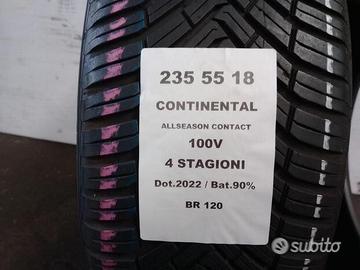 235 55 18
CONTINENTAL
ALLSEASON CONTACT
100V
4 STAGIONI
Dot.2022 / Bat.90%
BR 120
subito